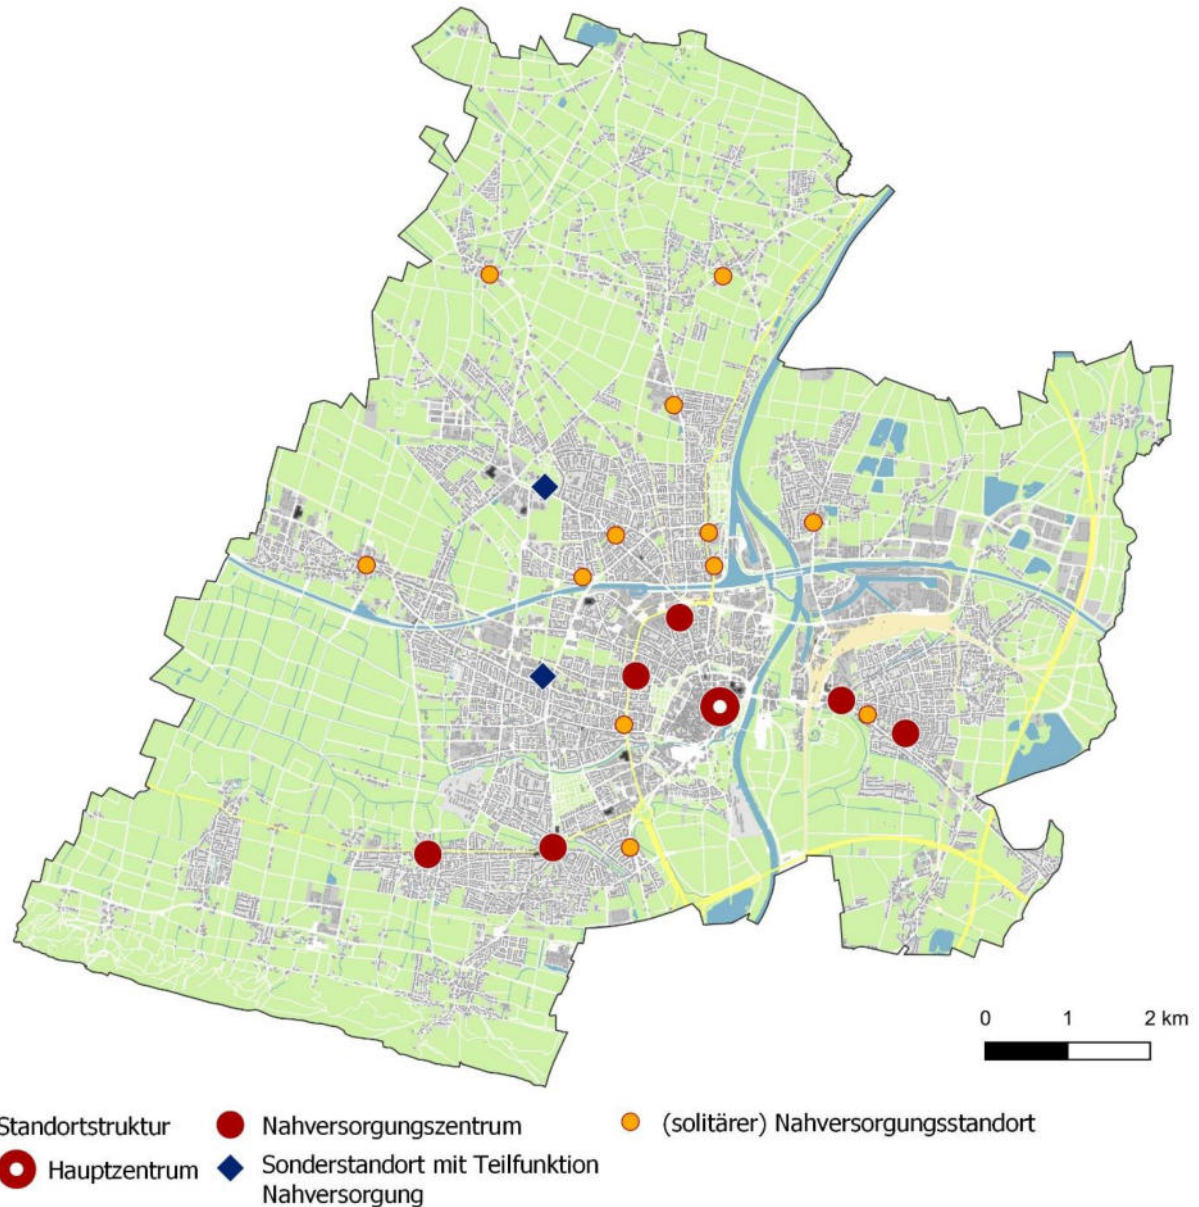 0 1 2 km
Standortstruktur
Nahversorgungszentrum
(solitärer) Nahversorgungsstandort
Hauptzentrum
Sonderstandort mit Teilfunktion
Nahversorgung